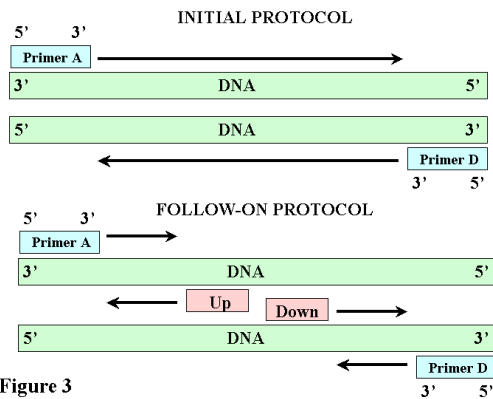 INITIAL PROTOCOL
5’ 3’
Primer A
3’ DNA 5’
5’ DNA 3’
Primer D
3’ 5’
FOLLOW-ON PROTOCOL
5’ 3’
Primer A
3’ DNA 5’
Up Down
5’ DNA 3’
Primer D
3’ 5’
Figure 3